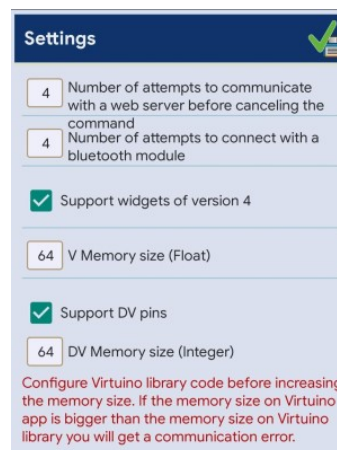 Settings
4 Number of attempts to communicate
with a web server before canceling the
command
4 Number of attempts to connect with a
bluetooth module
Support widgets of version 4
64 V Memory size (Float)
Support DV pins
64 DV Memory size (Integer)
Configure Virtuino library code before increasing
the memory size. If the memory size on Virtuino
app is bigger than the memory size on Virtuino
library you will get a communication error.